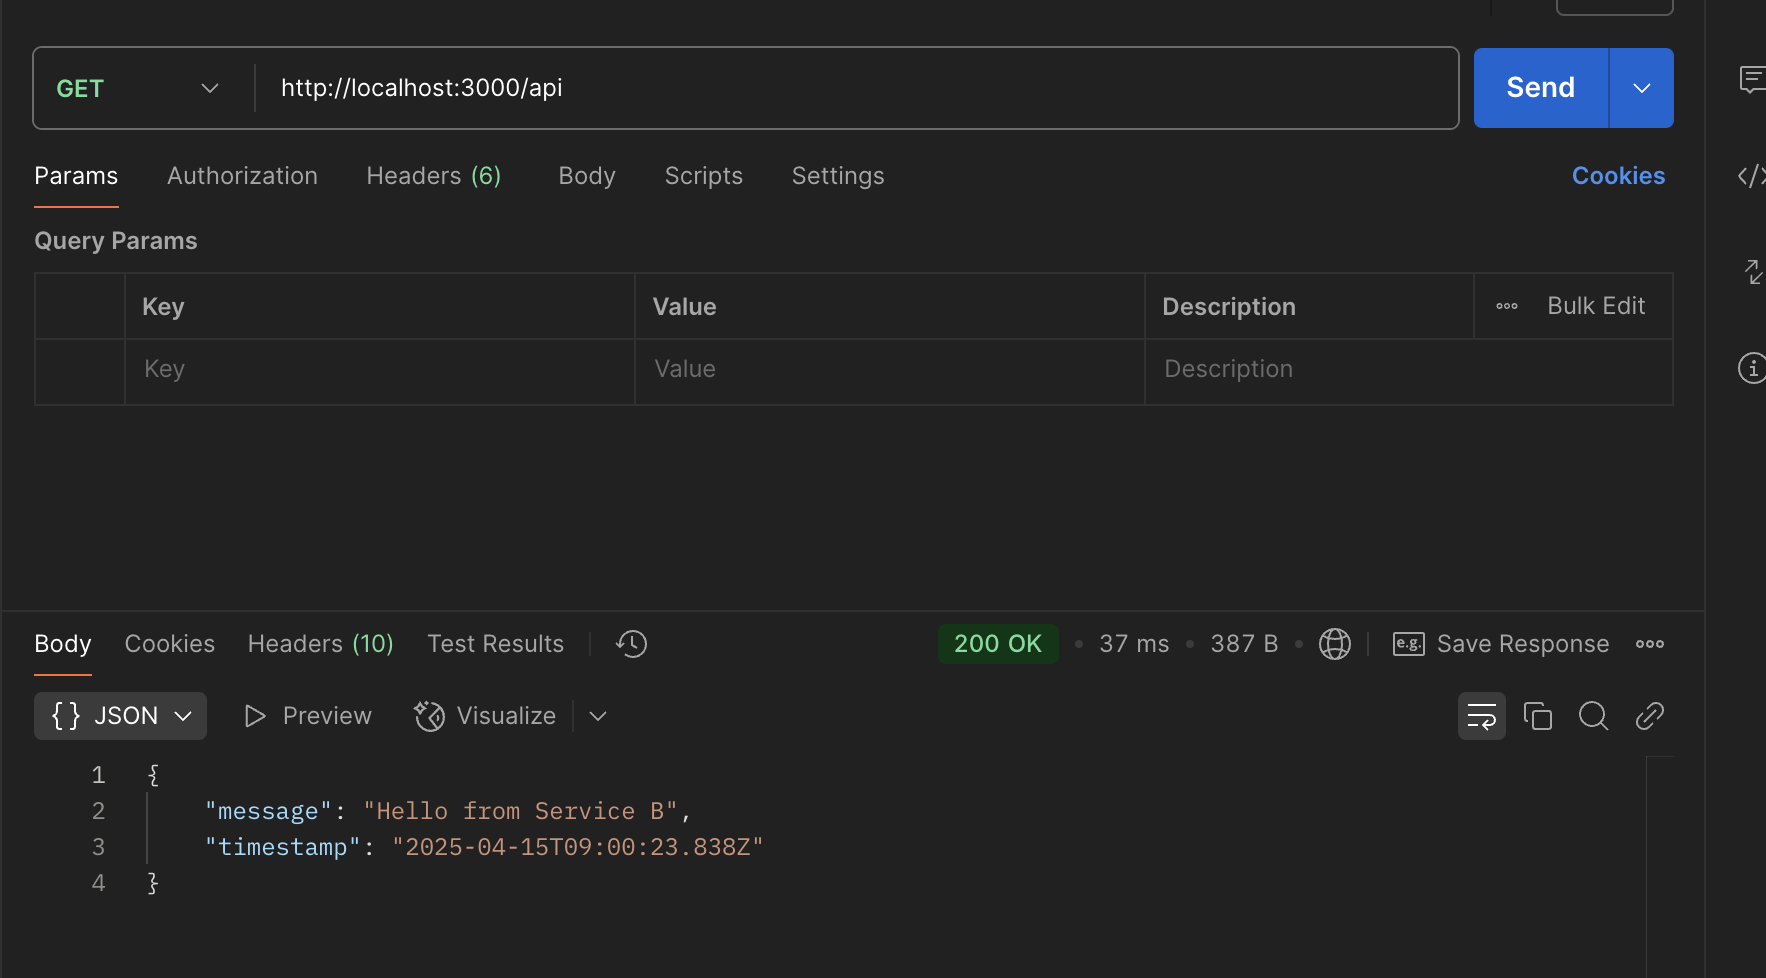 GET http://localhost:3000/api Send
Params Authorization Headers (6) Body Scripts Settings Cookies
Query Params
Key Value Description Bulk Edit
Key Value Description
Body Cookies Headers (10) Test Results 200 OK • 37 ms • 387 B • e.g. Save Response
{} JSON Preview Visualize
1 {
2 "message": "Hello from Service B",
3 "timestamp": "2025-04-15T09:00:23.838Z"
4 }